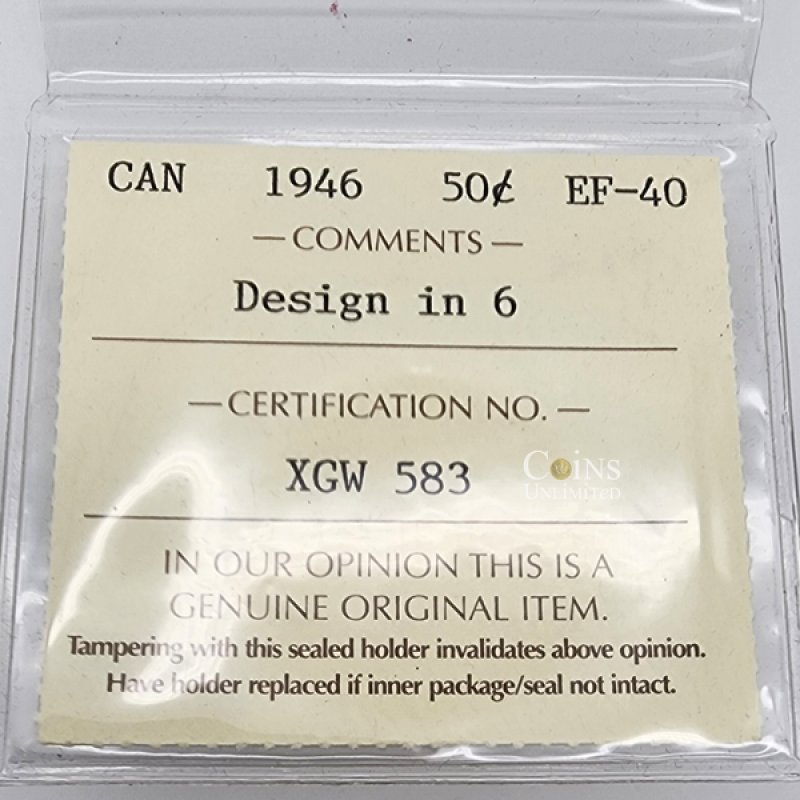 CAN 1946 50¢ EF-40
— COMMENTS —
Design in 6
— CERTIFICATION NO. —
XGW 583
COINS
UNLIMITED
IN OUR OPINION THIS IS A
GENUINE ORIGINAL ITEM.
Tampering with this sealed holder invalidates above opinion.
Have holder replaced if inner package/seal not intact.